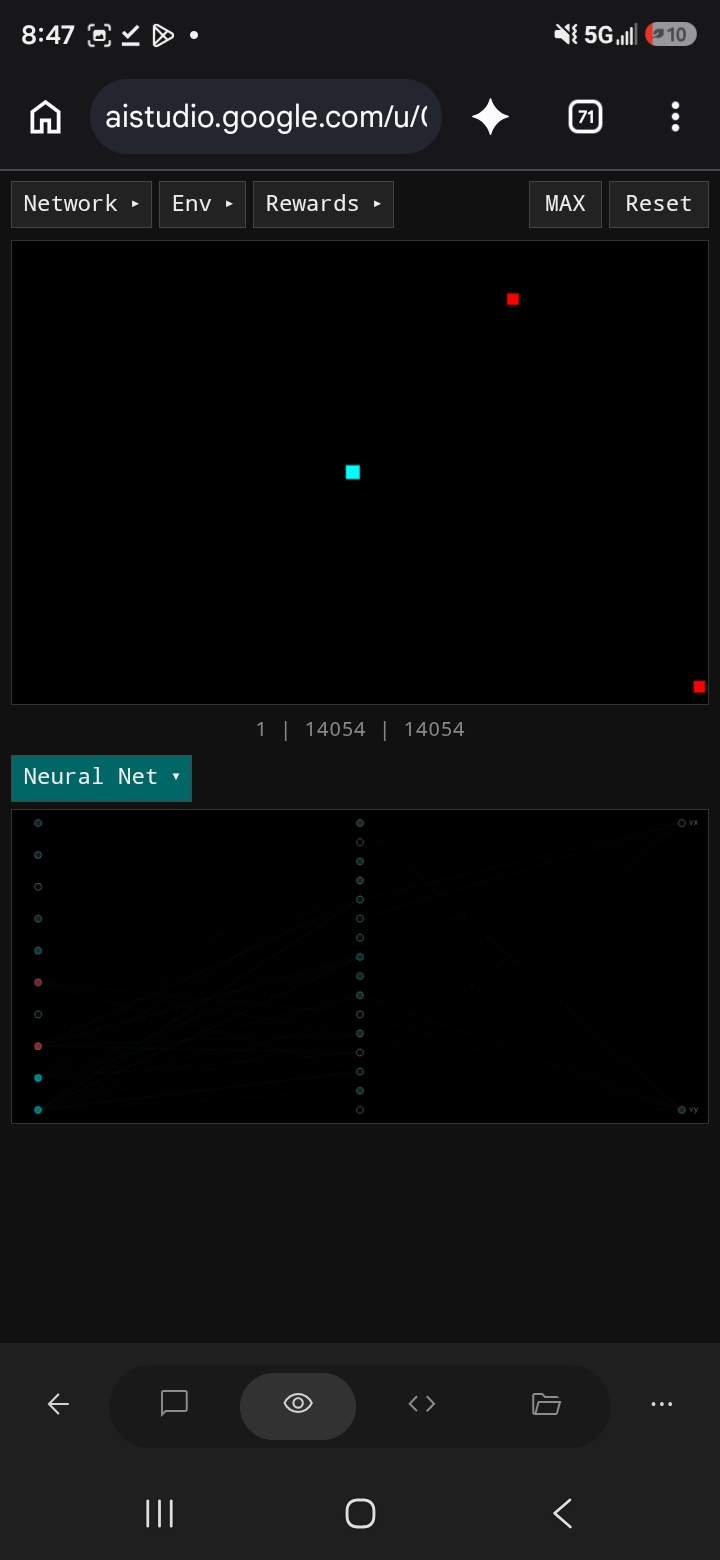 8:47 5G 10
aistudio.google.com/u/
71
Network ▸ Env ▸ Rewards ▸ MAX Reset
1 | 14054 | 14054
Neural Net ▾
vx
vy